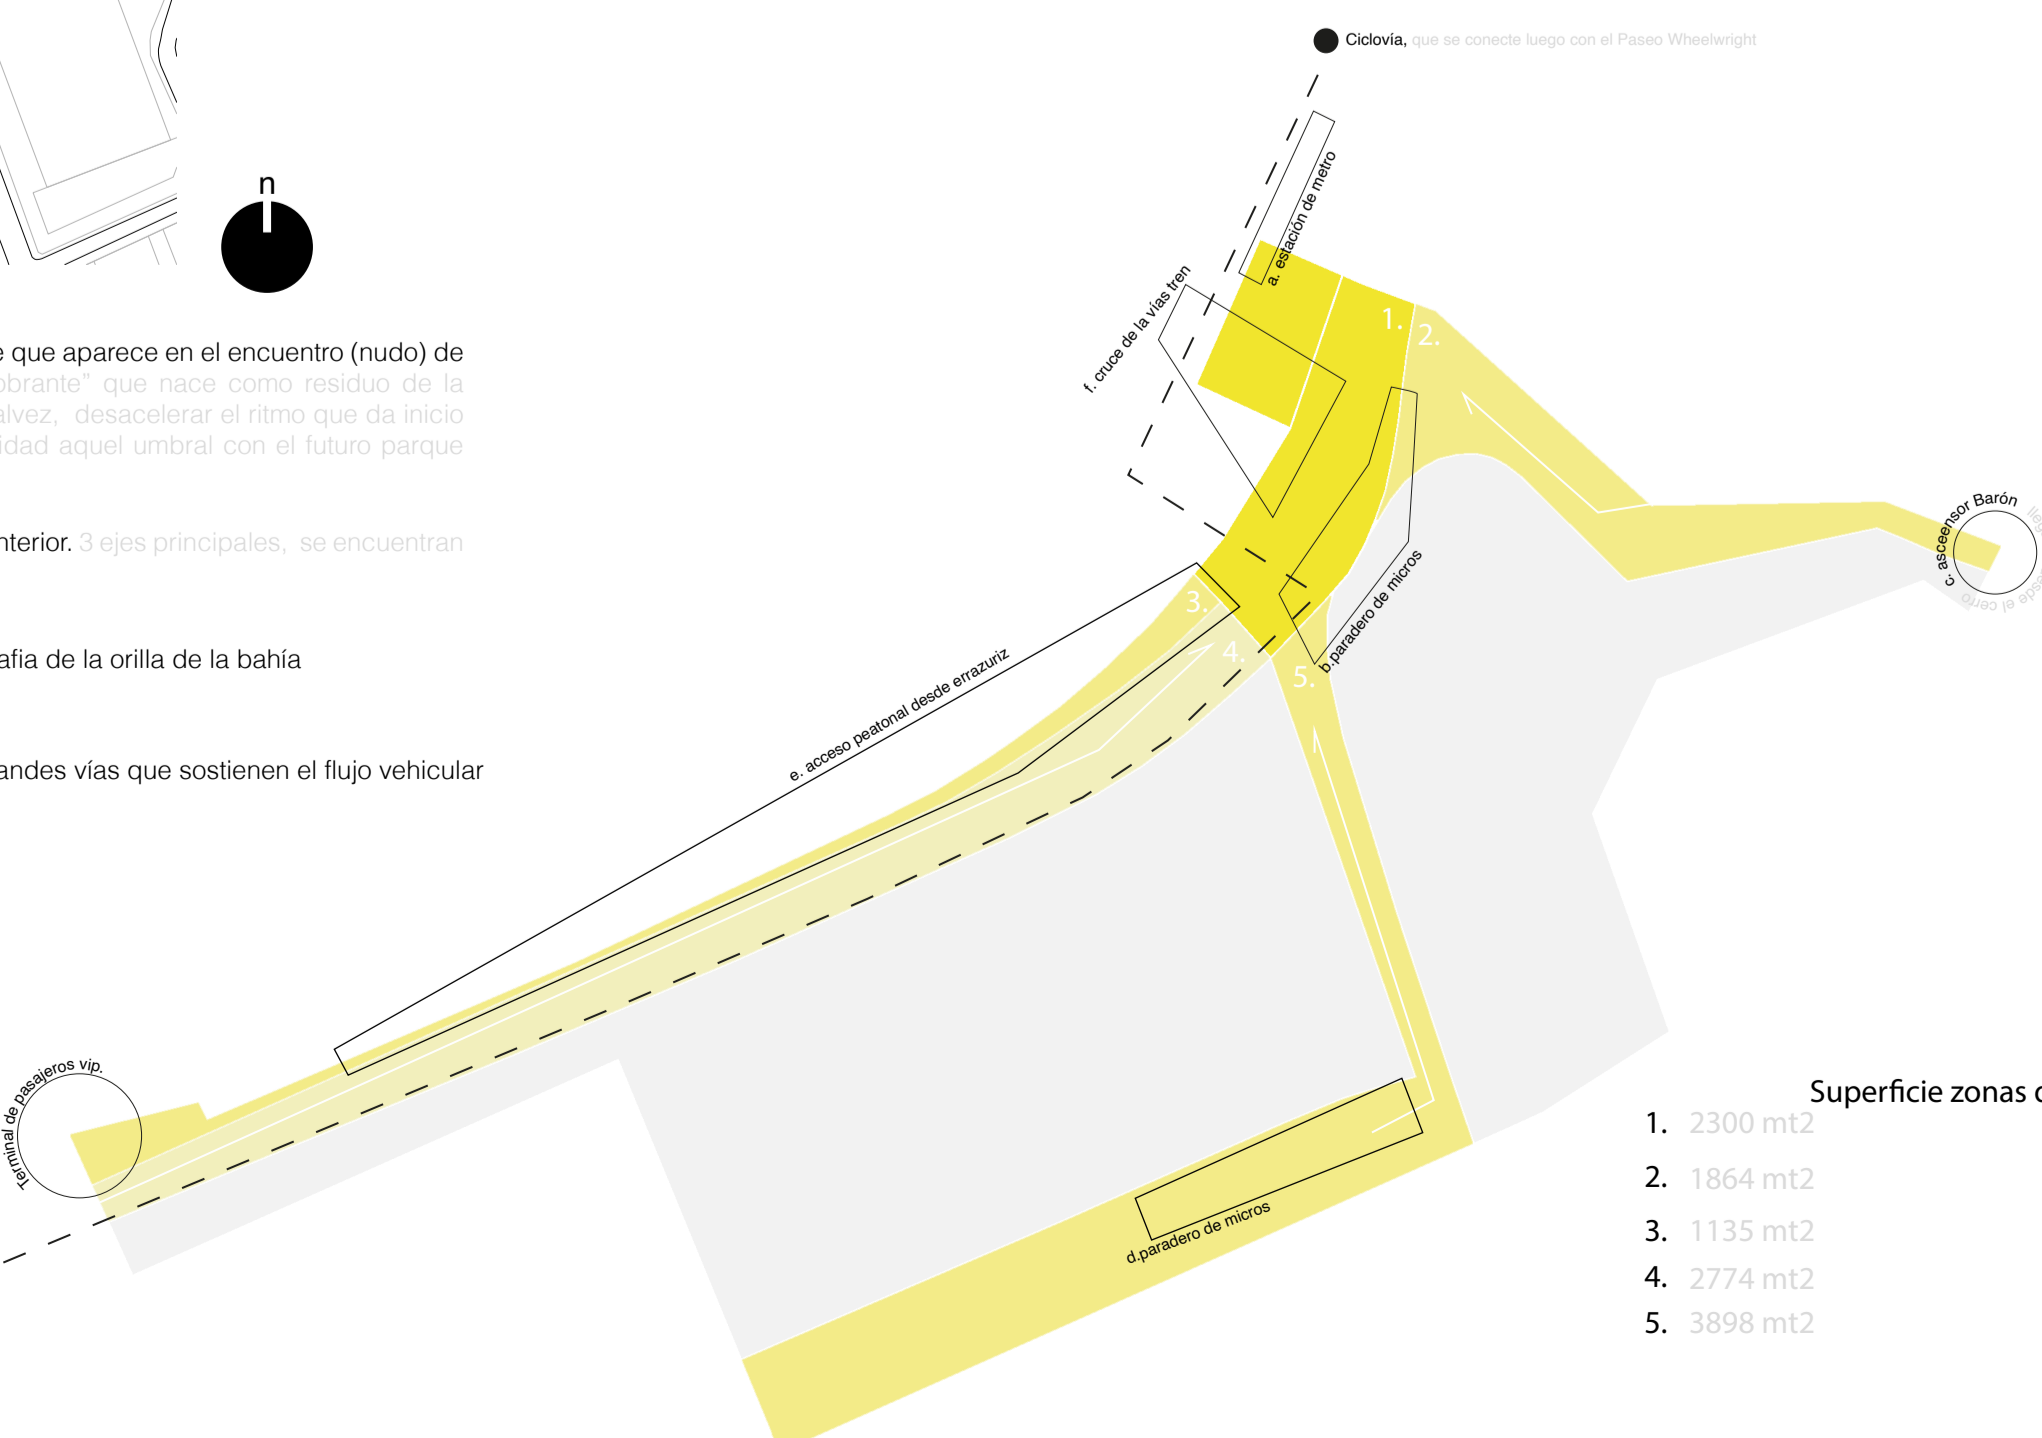 Ciclovía, que se conecte luego con el Paseo Wheelwright
n
a. estación de metro
f. cruce de la vías tren
e que aparece en el encuentro (nudo) de
obrante” que nace como residuo de la
alvez, desacelerar el ritmo que da inicio
idad aquel umbral con el futuro parque
1.
2.
nterior. 3 ejes principales, se encuentran
c. asceensor Barón
desde el cerro
3.
4.
5.
b.paradero de micros
afia de la orilla de la bahía
e. acceso peatonal desde errazuriz
andes vías que sostienen el flujo vehicular
Terminal de pasajeros vip.
d.paradero de micros
Superficie zonas
1. 2300 mt2
2. 1864 mt2
3. 1135 mt2
4. 2774 mt2
5. 3898 mt2